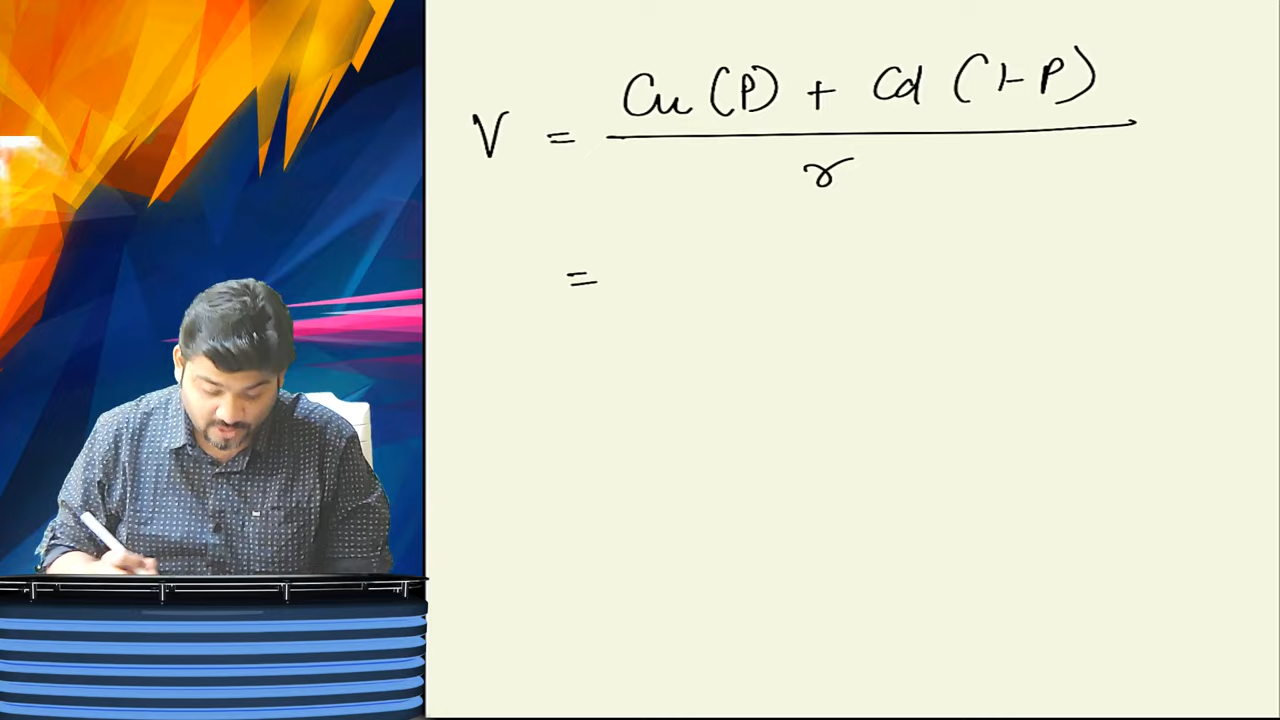 V = Cu (P) + Cd (1-P)
r
=